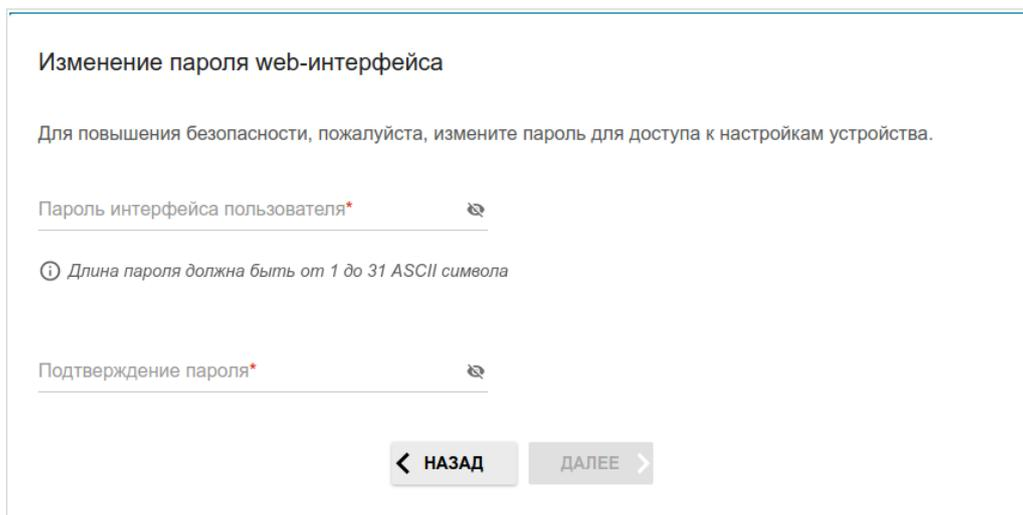 Изменение пароля web-интерфейса
Для повышения безопасности, пожалуйста, измените пароль для доступа к настройкам устройства.
Пароль интерфейса пользователя*
Длина пароля должна быть от 1 до 31 ASCII символа
Подтверждение пароля*
НАЗАД ДАЛЕЕ